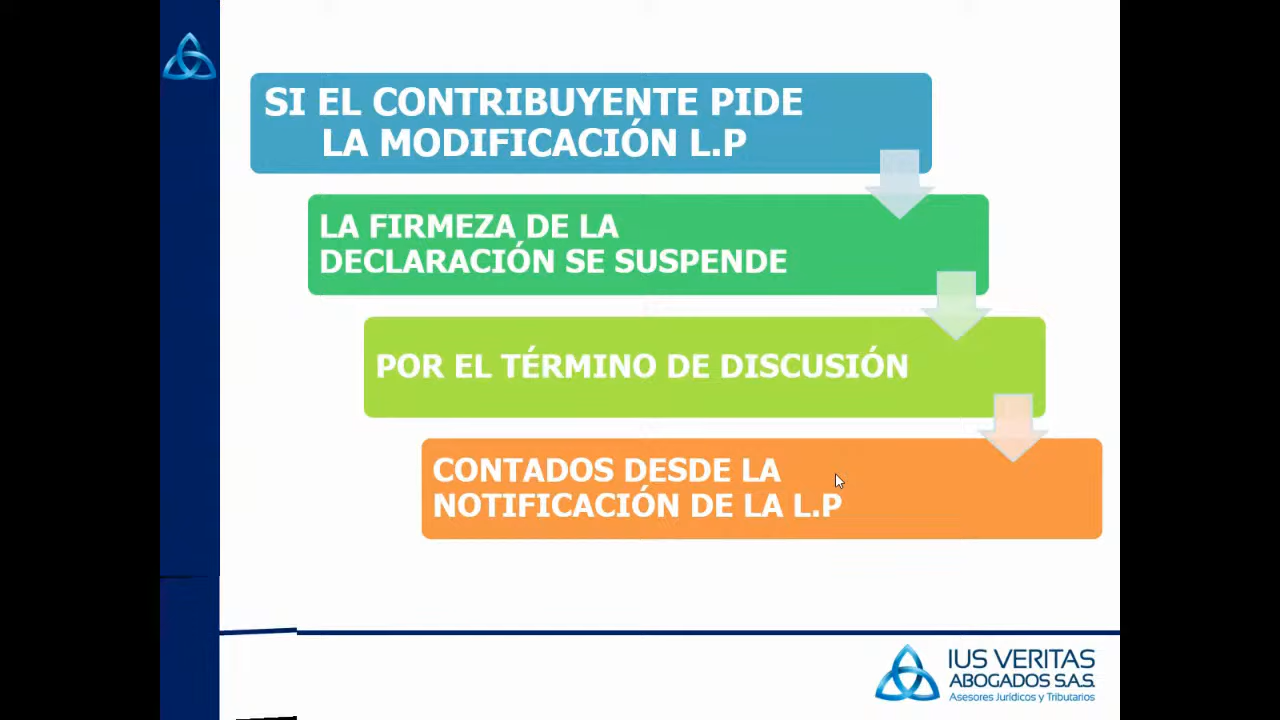 SI EL CONTRIBUYENTE PIDE
LA MODIFICACIÓN L.P
LA FIRMEZA DE LA
DECLARACIÓN SE SUSPENDE
POR EL TÉRMINO DE DISCUSIÓN
CONTADOS DESDE LA
NOTIFICACIÓN DE LA L.P
IUS VERITAS
ABOGADOS S.A.S.
Asesores Jurídicos y Tributarios